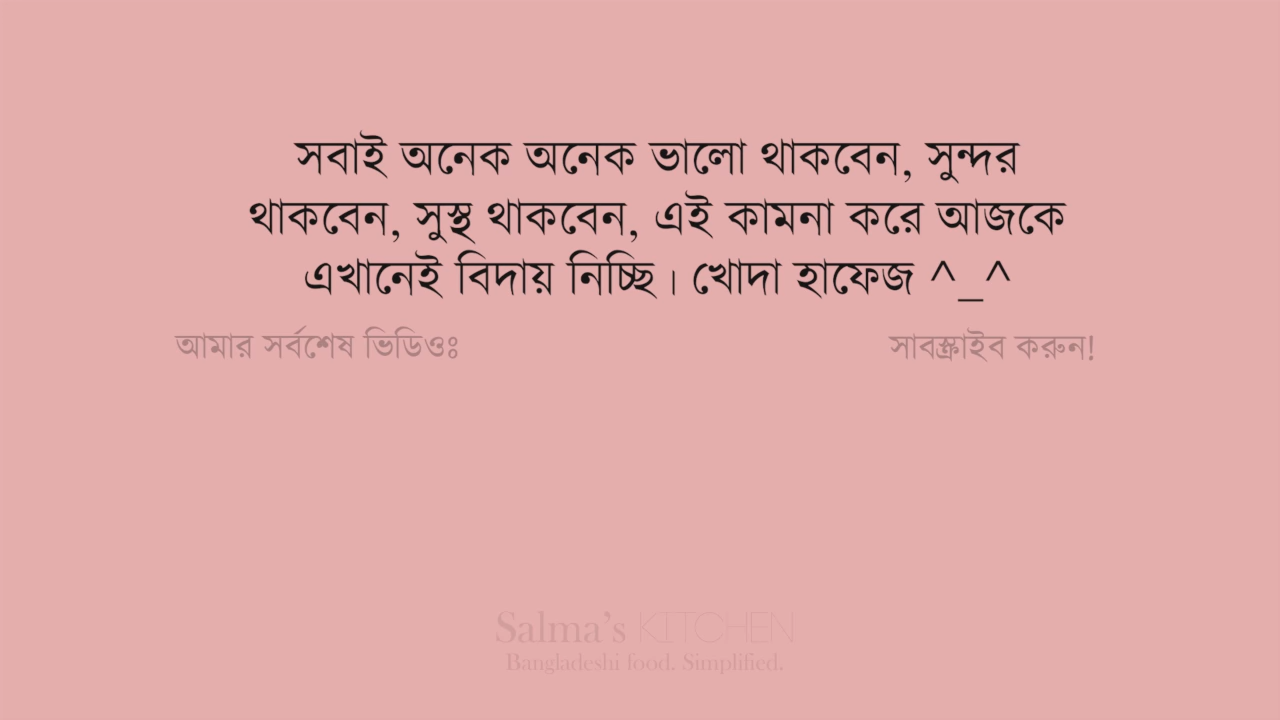 সবাই অনেক অনেক ভালো থাকবেন, সুন্দর
থাকবেন, সুস্থ থাকবেন, এই কামনা করে আজকে
এখানেই বিদায় নিচ্ছি। খোদা হাফেজ ^_^
আমার সর্বশেষ ভিডিওঃ
সাবস্ক্রাইব করুন!
Salma's KITCHEN
Bangladeshi food. Simplified.